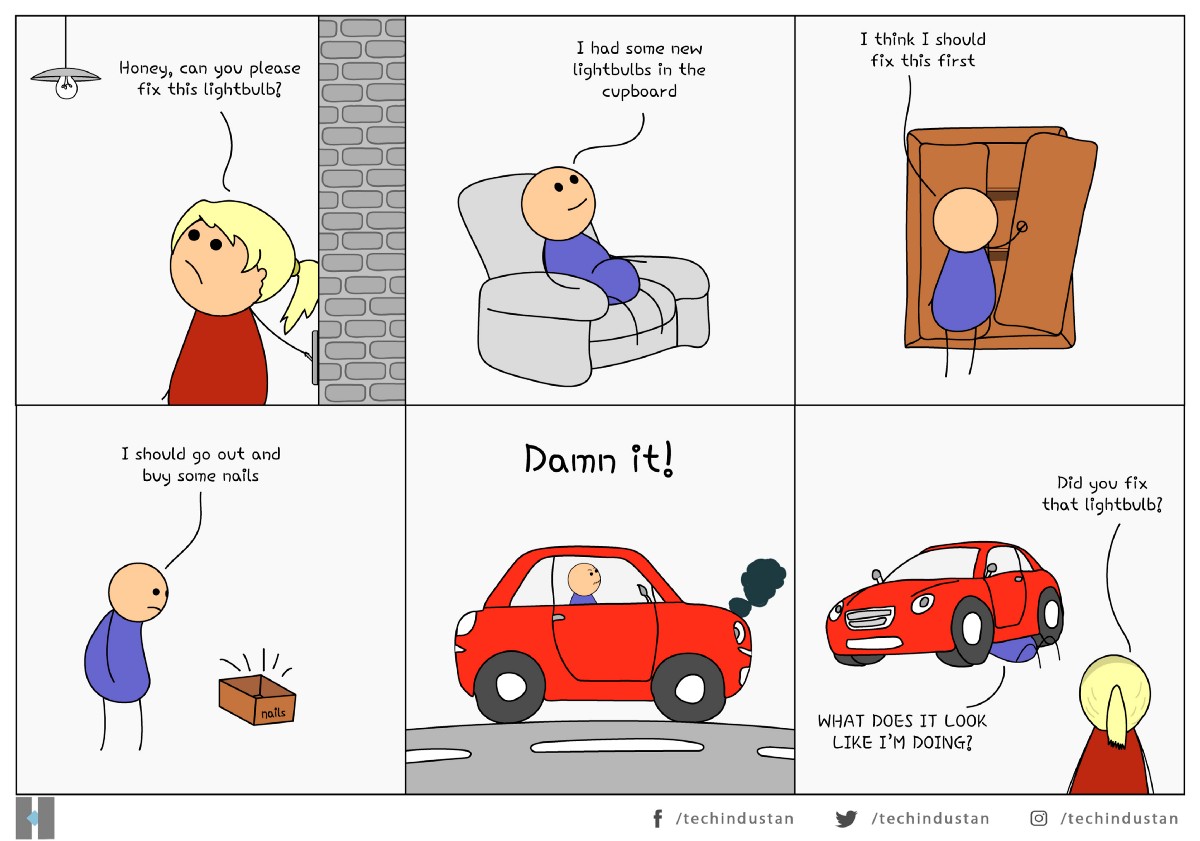 Honey, can you please
fix this lightbulb?
I had some new
lightbulbs in the
cupboard
I think I should
fix this first
I should go out and
buy some nails
nails
Damn it!
Did you fix
that lightbulb?
WHAT DOES IT LOOK
LIKE I'M DOING?
/techindustan
/techindustan
/techindustan